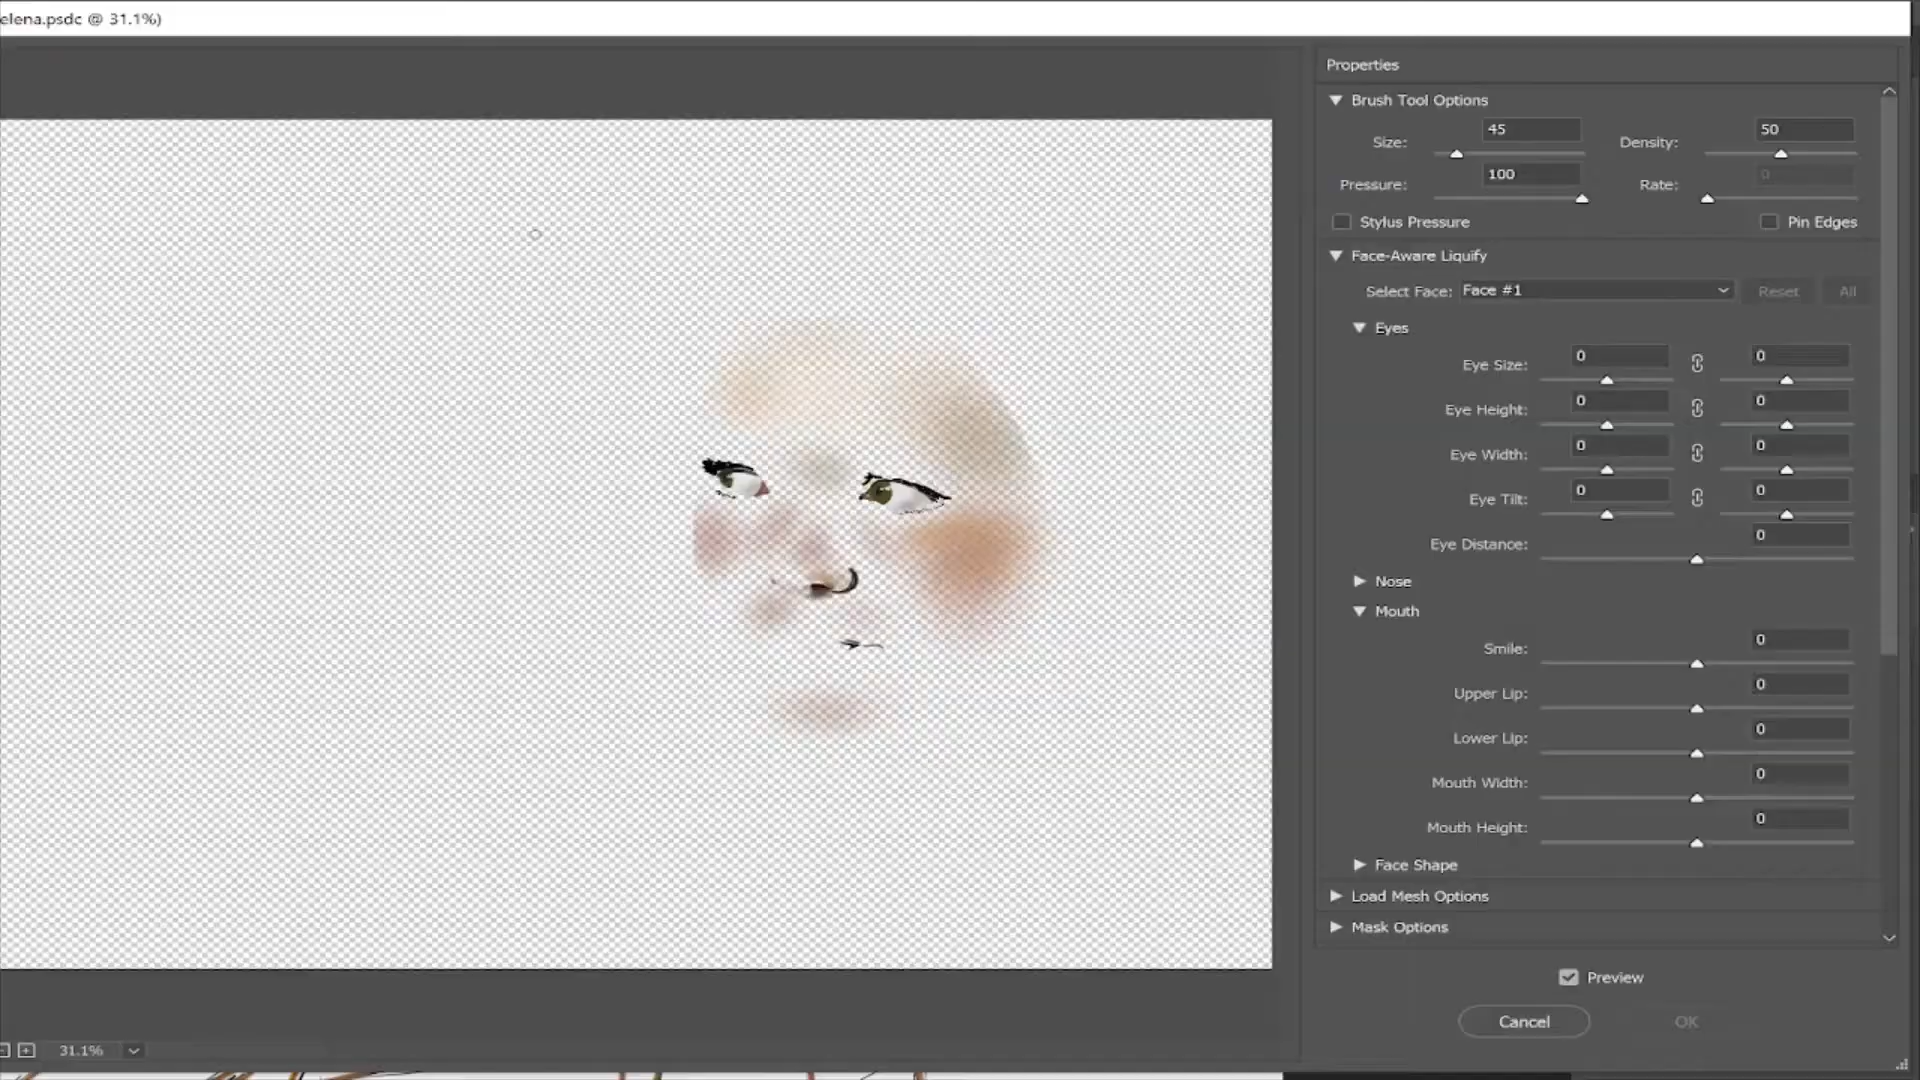 elena.psdc @ 31.1%)
Properties
Brush Tool Options
Size: 45 Density: 50
Pressure: 100 Rate: 0
Stylus Pressure Pin Edges
Face-Aware Liquify
Select Face: Face #1 Reset All
Eyes
Eye Size: 0 0
Eye Height: 0 0
Eye Width: 0 0
Eye Tilt: 0 0
Eye Distance: 0
Nose
Mouth
Smile: 0
Upper Lip: 0
Lower Lip: 0
Mouth Width: 0
Mouth Height: 0
Face Shape
Load Mesh Options
Mask Options
Preview
Cancel OK
31.1%